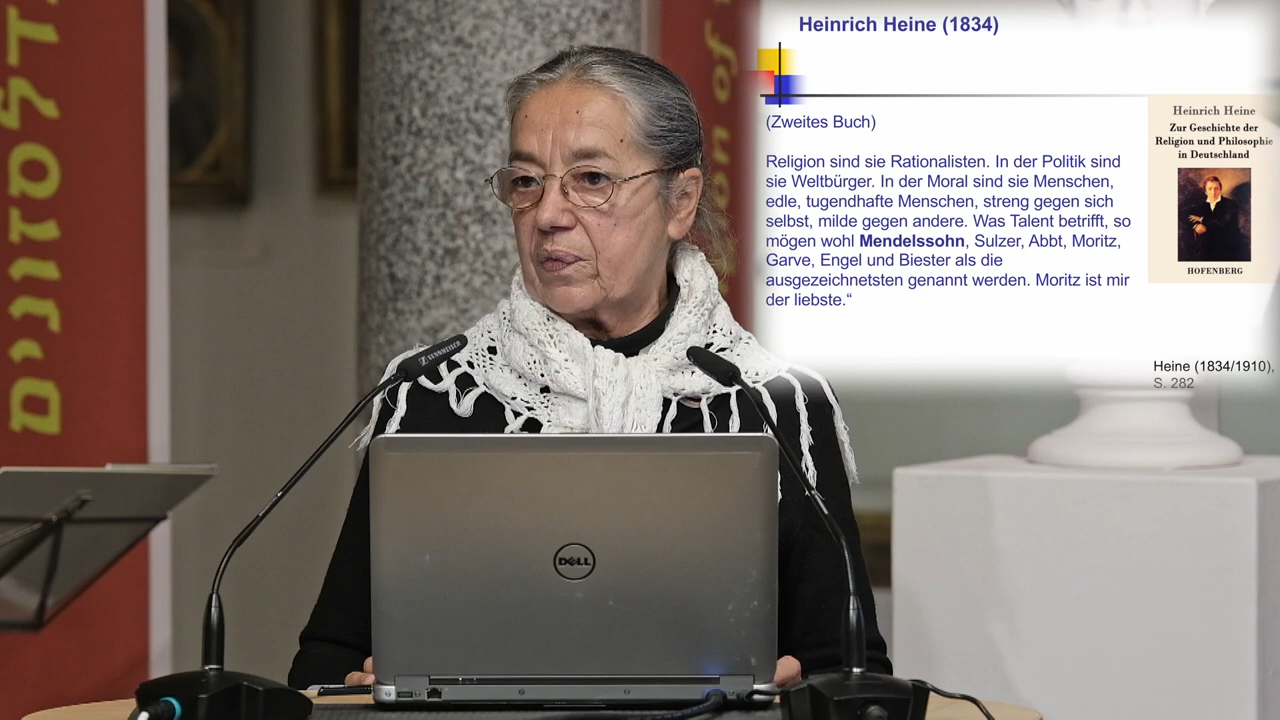 מנדלסזונים
on of
Heinrich Heine (1834)
(Zweites Buch)
Religion sind sie Rationalisten. In der Politik sind
sie Weltbürger. In der Moral sind sie Menschen,
edle, tugendhafte Menschen, streng gegen sich
selbst, milde gegen andere. Was Talent betrifft, so
mögen wohl Mendelssohn, Sulzer, Abbt, Moritz,
Garve, Engel und Biester als die
ausgezeichnetsten genannt werden. Moritz ist mir
der liebste.“
Heinrich Heine
Zur Geschichte der
Religion und Philosophie
in Deutschland
HOFENBERG
Heine (1834/1910),
S. 282
SENNHEISER
DELL